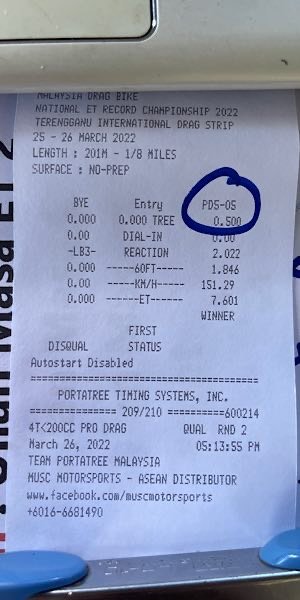 MALAYSIA DRAG BIKE
NATIONAL ET RECORD CHAMPIONSHIP 2022
TERENGGANU INTERNATIONAL DRAG STRIP
25 - 26 MARCH 2022
LENGTH : 201M - 1/8 MILES
SURFACE : NO-PREP
BYE Entry PD5-05
0.000 0.000 TREE 0.500
0.00 DIAL-IN 0.00
-LB3- REACTION 2.022
0.000 -----60FT----- 1.846
0.00 -----KM/H----- 151.29
0.000 ------ET------ 7.601
WINNER
FIRST
DISQUAL STATUS
Autostart Disabled
========================================
PORTATREE TIMING SYSTEMS, INC.
=============== 209/210 ==========600214
4T<200CC PRO DRAG QUAL RND 2
March 26, 2022 05:13:55 PM
TEAM PORTATREE MALAYSIA
MUSC MOTORSPORTS - ASEAN DISTRIBUTOR
www.facebook.com/muscmotorsports
+6016-6681490